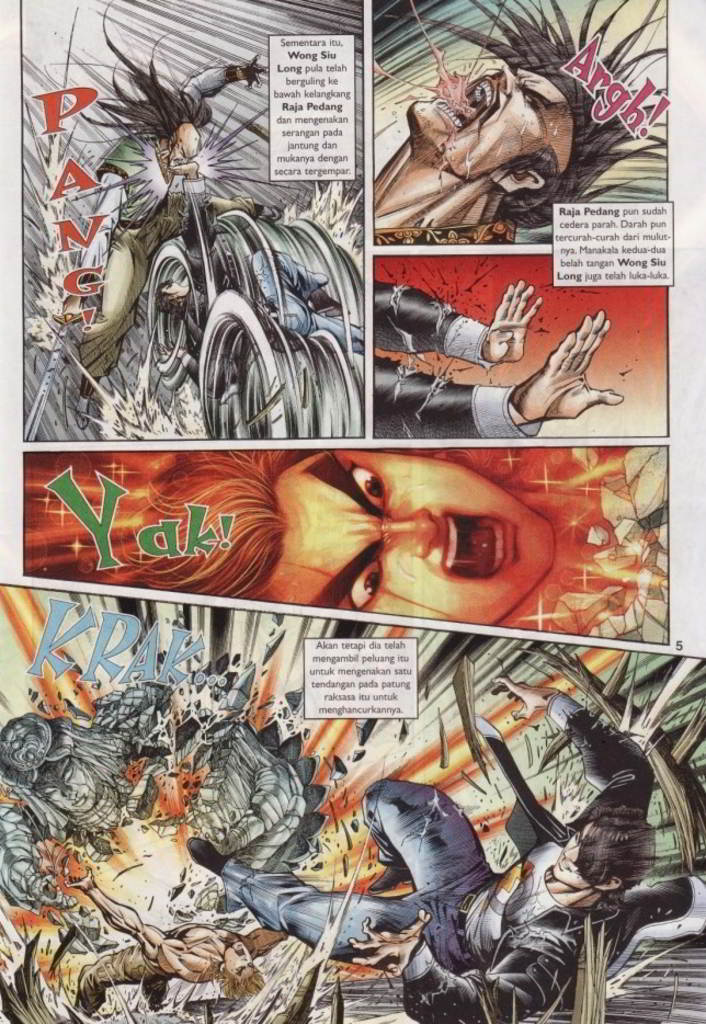 PANG!
Sementara itu,
Wong Siu
Long pula telah
berguling ke
bawah kelangkang
Raja Pedang
dan mengenakan
serangan pada
jantung dan
mukanya dengan
secara tergempar.
Argh!
Raja Pedang pun sudah
cedera parah. Darah pun
tercurah-curah dari mulut-
nya. Manakala kedua-dua
belah tangan Wong Siu
Long juga telah luka-luka.
Yakk!
5
KRAK...
Akan tetapi dia telah
mengambil peluang itu
untuk mengenakan satu
tendangan pada patung
raksasa itu untuk
menghancurkannya.